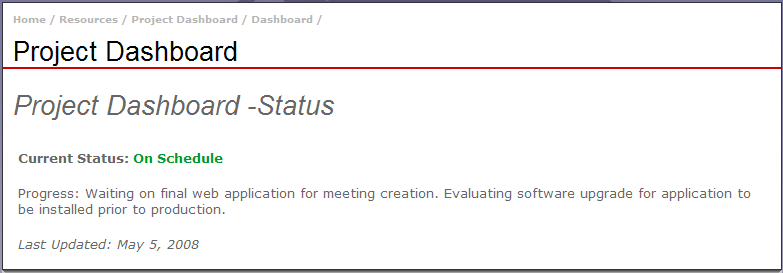 Home / Resources / Project Dashboard / Dashboard /
Project Dashboard
Project Dashboard -Status
Current Status: On Schedule
Progress: Waiting on final web application for meeting creation. Evaluating software upgrade for application to
be installed prior to production.
Last Updated: May 5, 2008